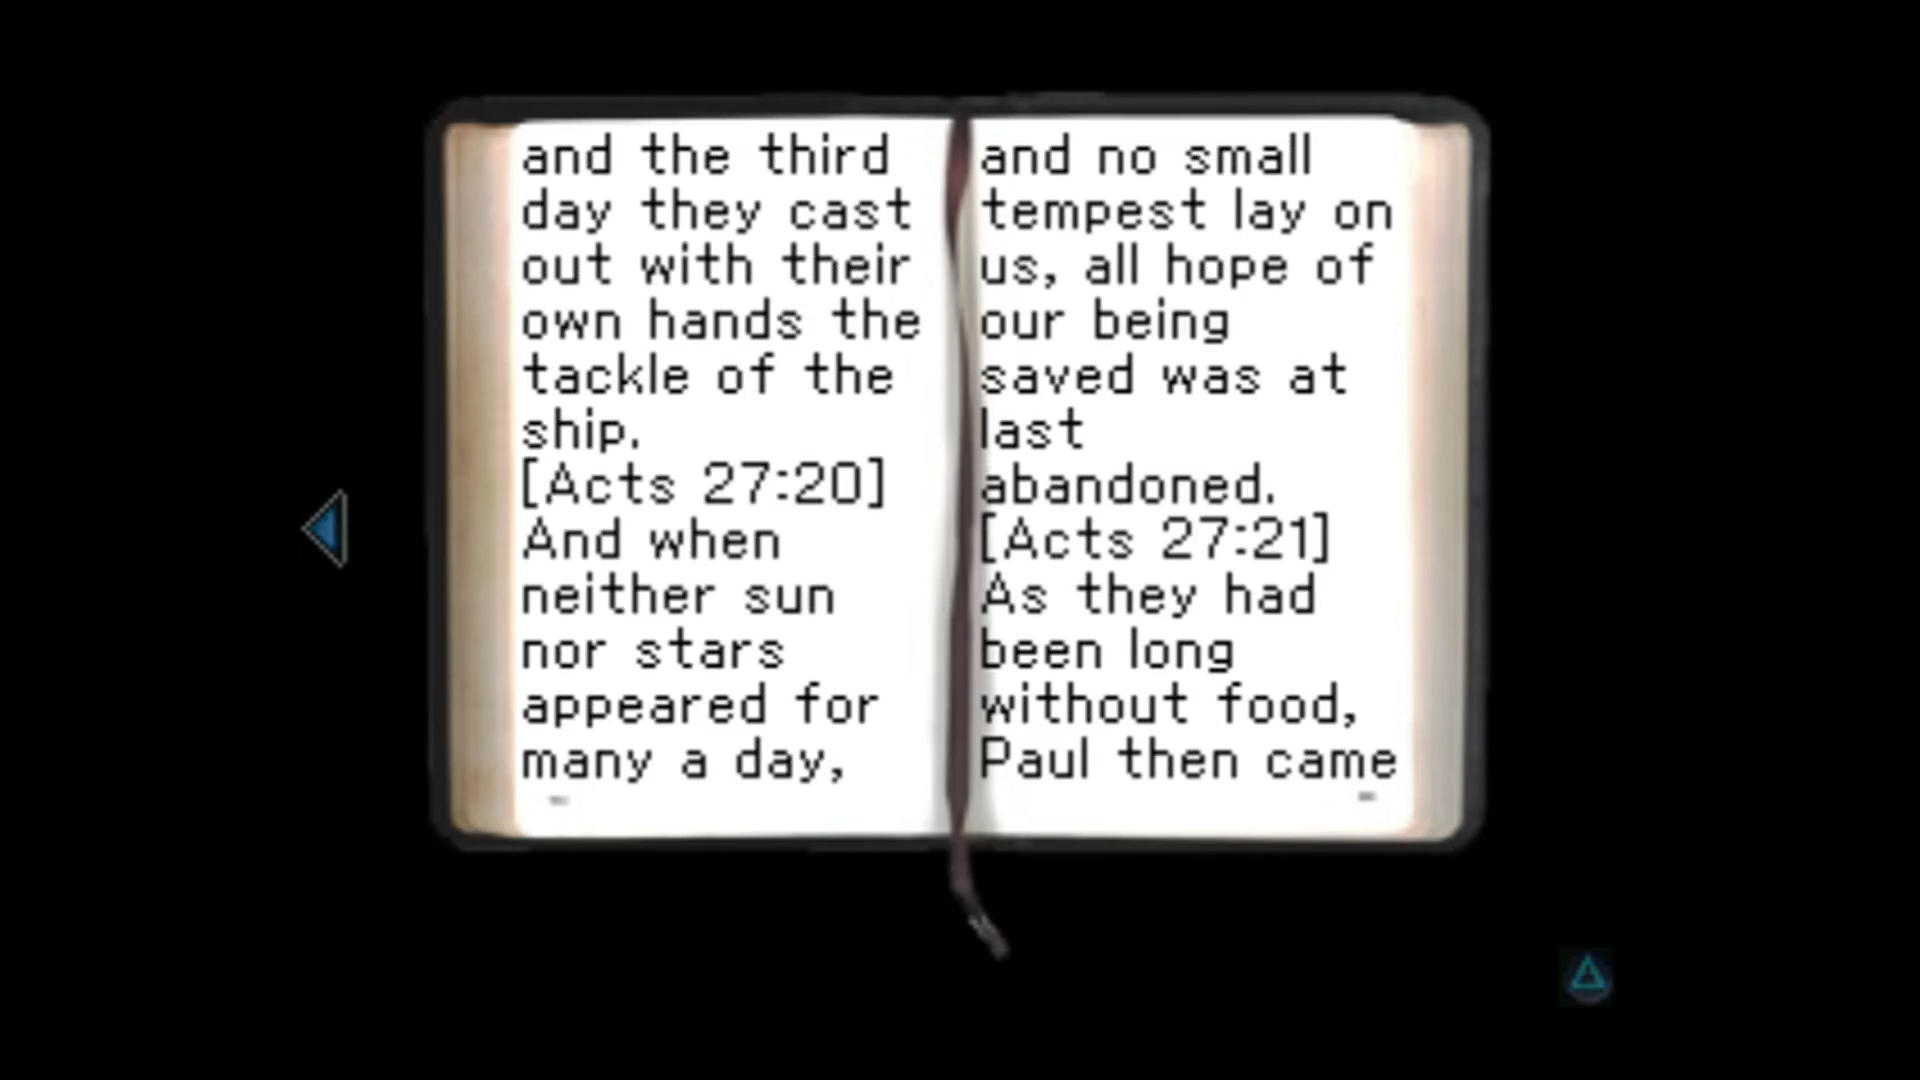 and the third
day they cast
out with their
own hands the
tackle of the
ship.
[Acts 27:20]
And when
neither sun
nor stars
appeared for
many a day,
and no small
tempest lay on
us, all hope of
our being
saved was at
last
abandoned.
[Acts 27:21]
As they had
been long
without food,
Paul then came